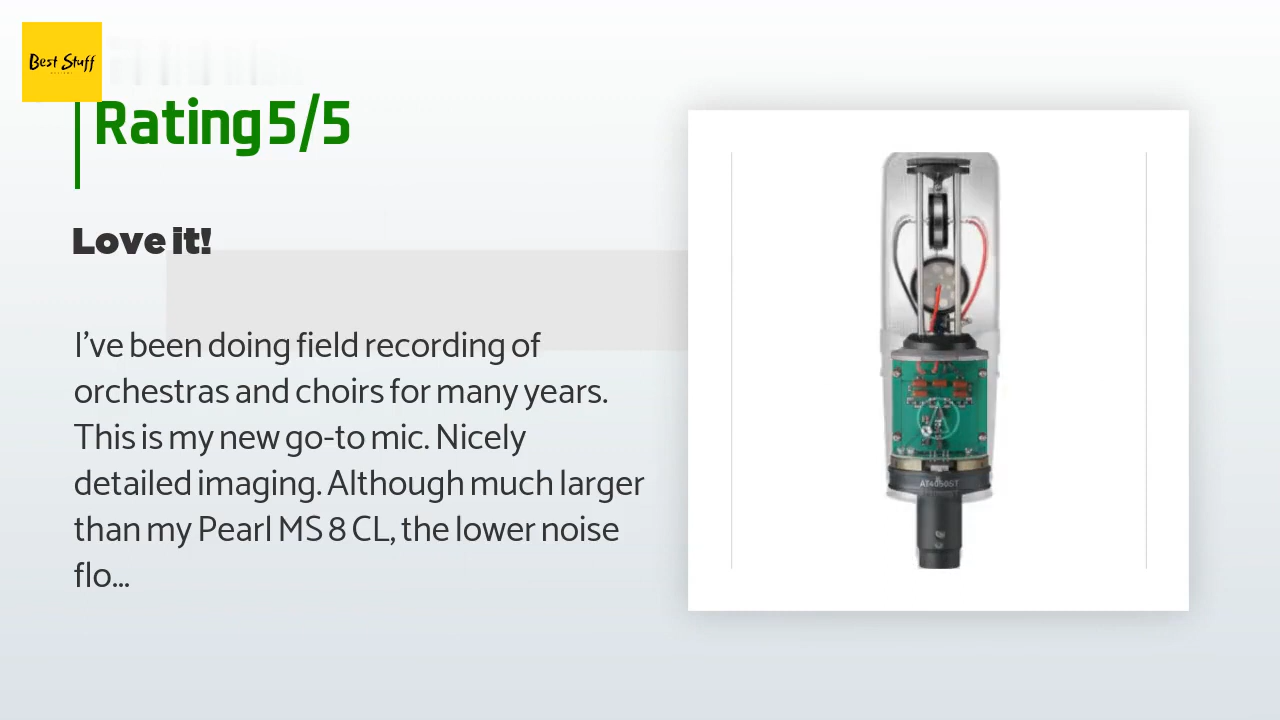 Best Stuff
Rating 5/5
Love it!
I've been doing field recording of
orchestras and choirs for many years.
This is my new go-to mic. Nicely
detailed imaging. Although much larger
than my Pearl MS 8 CL, the lower noise
flo...
AT4050ST